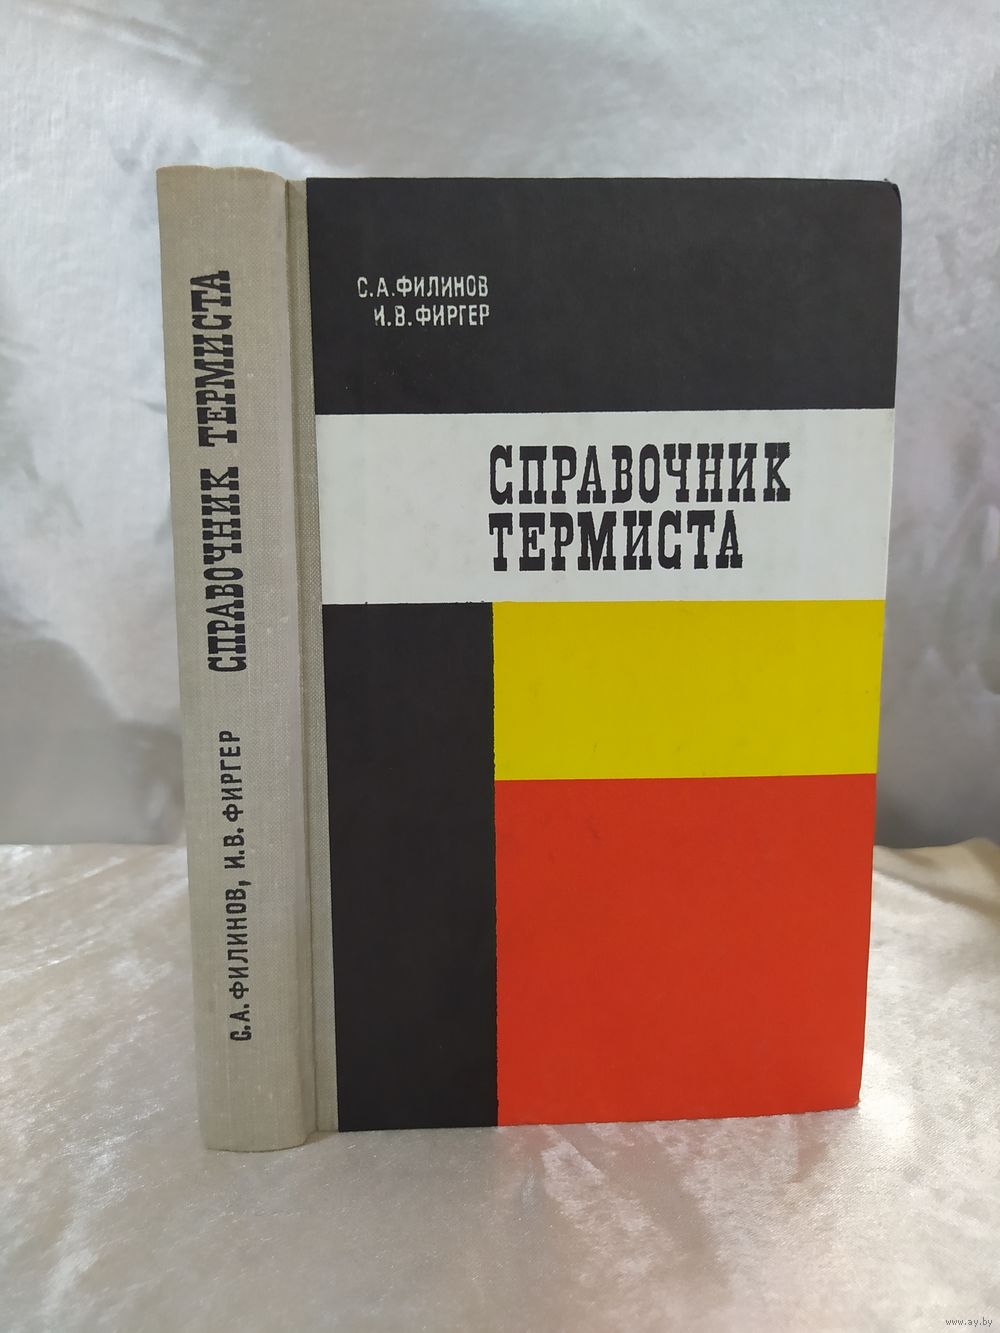 С.А.ФИЛИНОВ, И.В.ФИРГЕР СПРАВОЧНИК ТЕРМИСТА
С.А.ФИЛИНОВ
И.В.ФИРГЕР
СПРАВОЧНИК
ТЕРМИСТА
www.ay.by